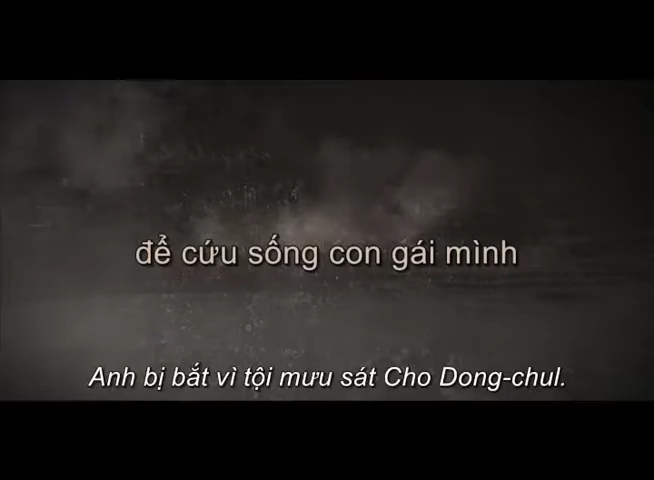 để cứu sống con gái mình
Anh bị bắt vì tội mưu sát Cho Dong-chul.